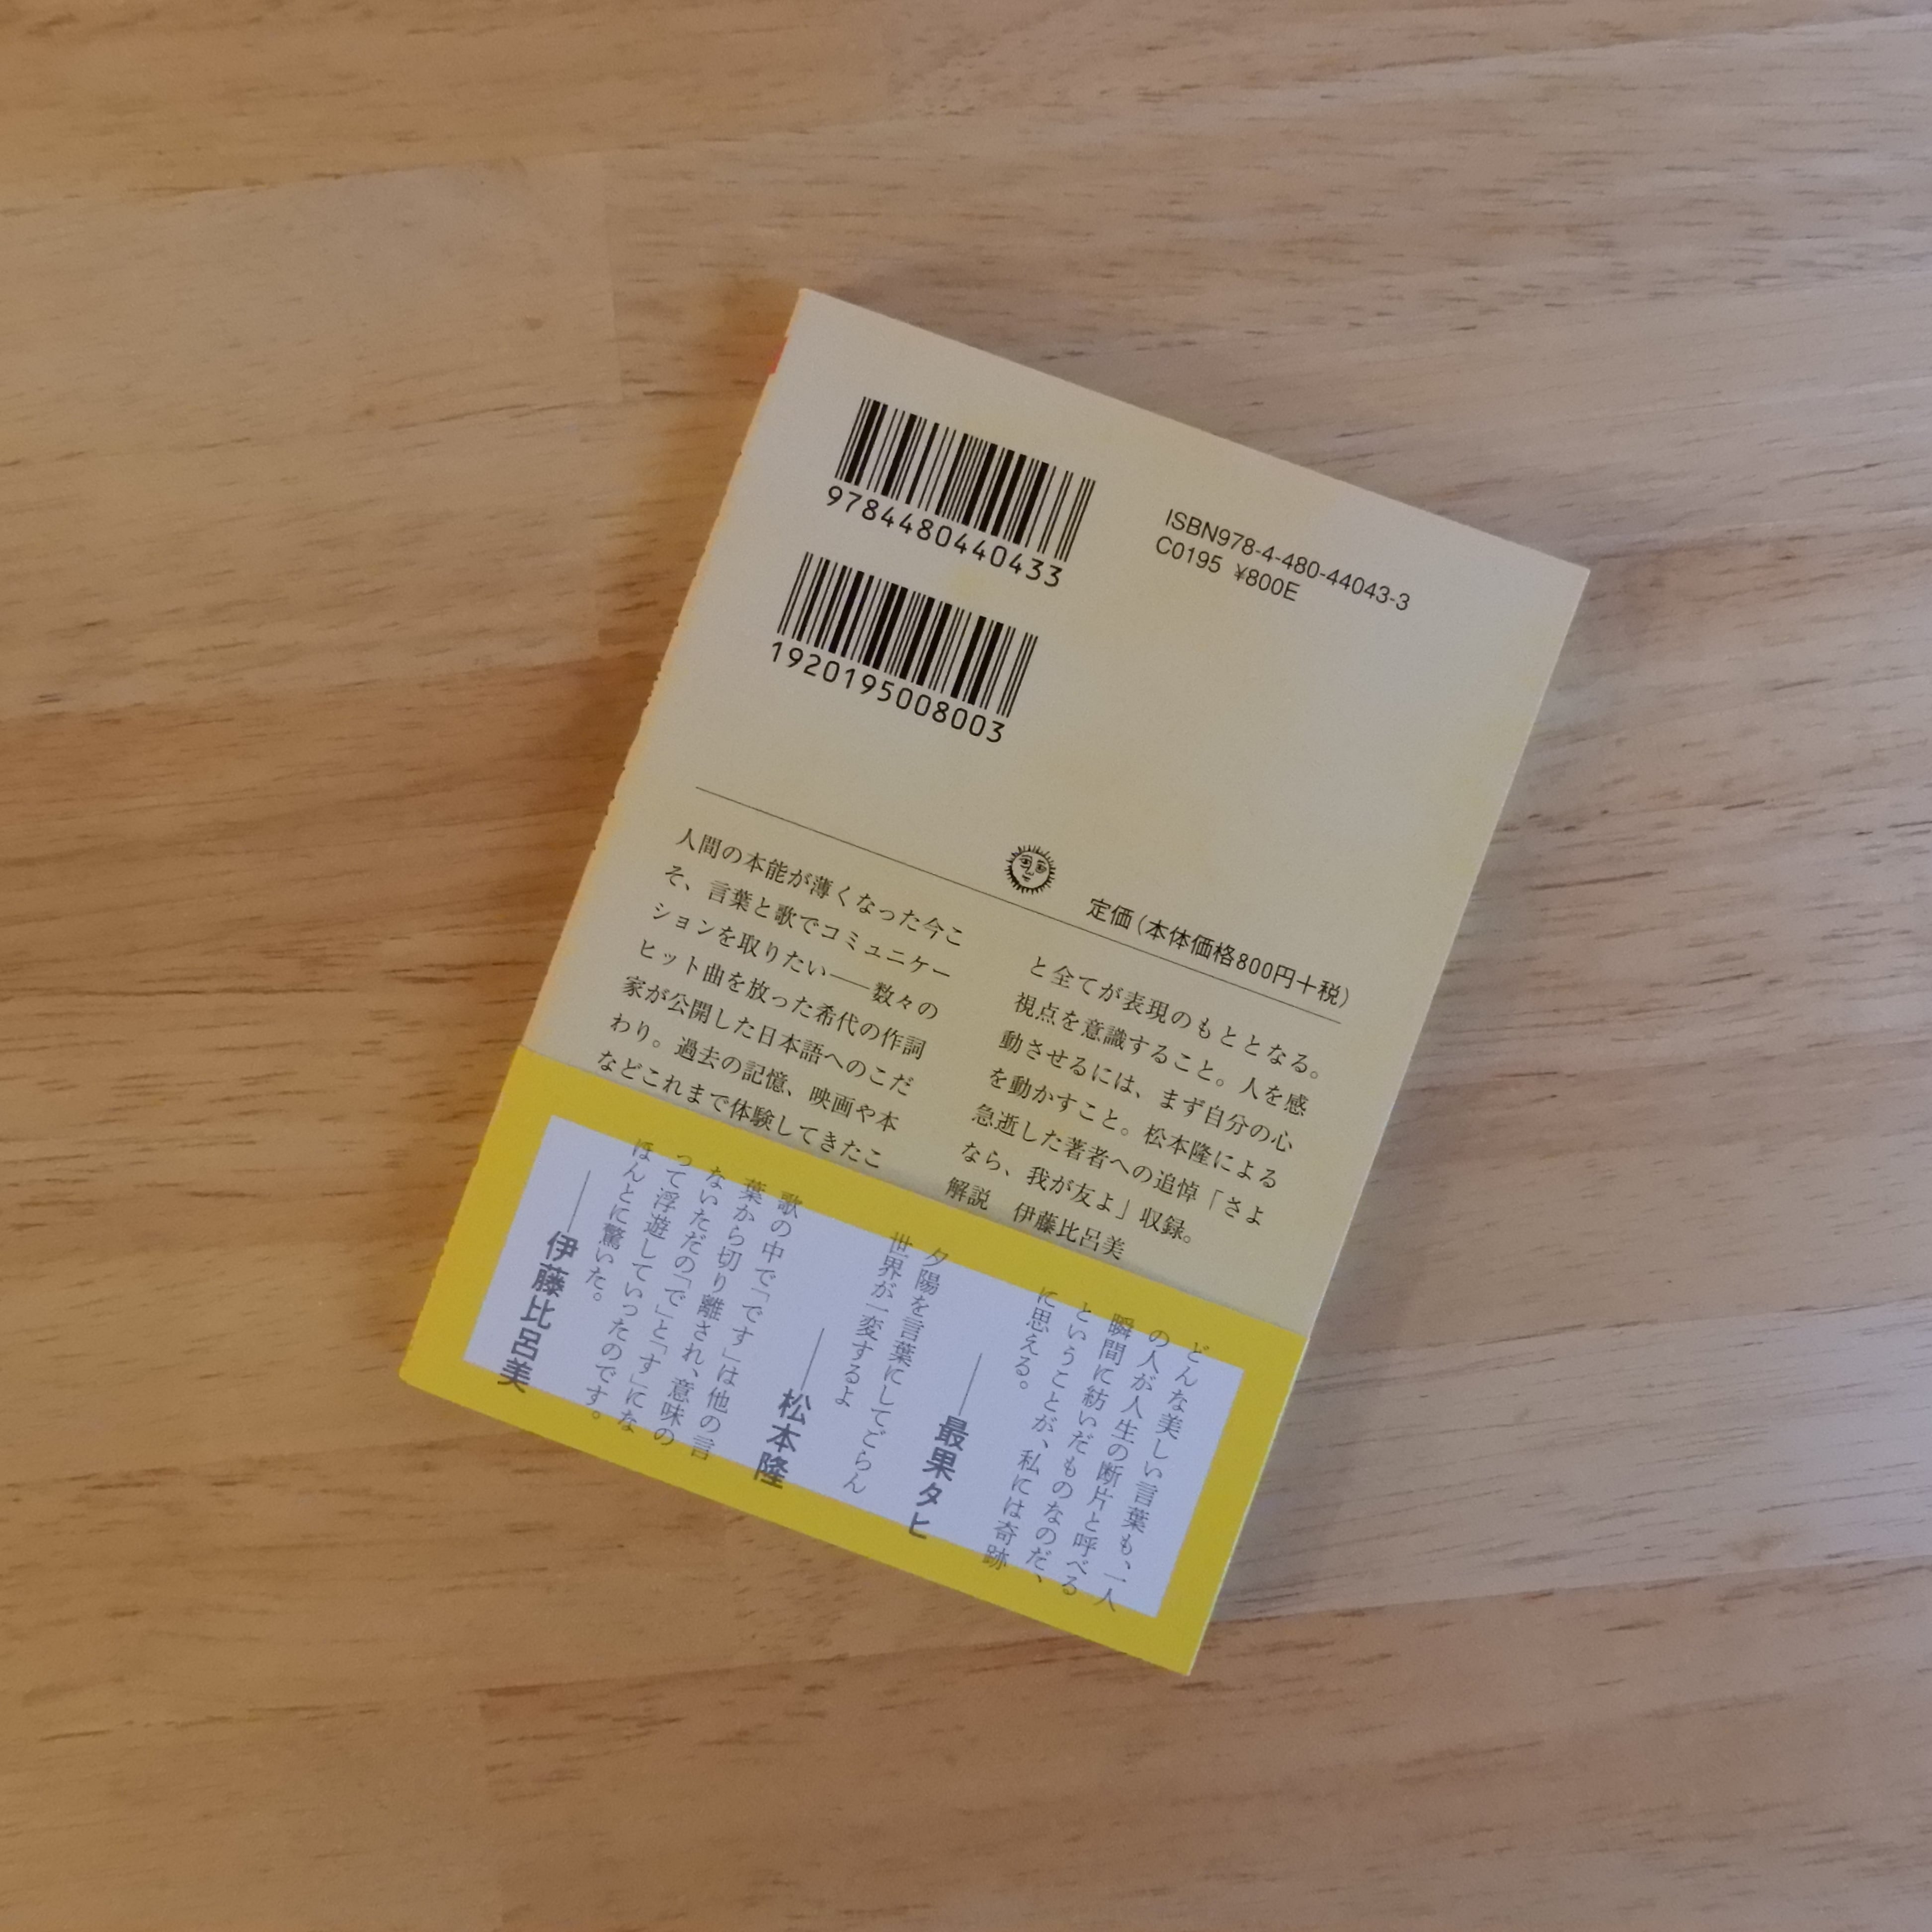 9784480440433
1920195008003
ISBN978-4-480-44043-3
C0195 ¥800E
定価(本体価格800円+税)
人間の本能が薄くなった今こ
そ、言葉と歌でコミュニケー
ションを取りたい――数々の
ヒット曲を放った希代の作詞
家が公開した日本語へのこだ
わり。過去の記憶、映画や本
などこれまで体験してきたこ
と全てが表現のもととなる。
視点を意識すること。人を感
動させるには、まず自分の心
を動かすこと。松本隆による
急逝した著者への追悼「さよ
なら、我が友よ」収録。
解説 伊藤比呂美
どんな美しい言葉も、一人
の人が人生の断片と呼べる
瞬間に紡いだものなのだ、
ということが、私には奇跡
に思える。
――最果タヒ
夕陽を言葉にしてごらん
世界が一変するよ
――松本隆
歌の中で「です」は他の言
葉から切り離され、意味の
ないただの「で」と「す」にな
って浮遊していったのです。
ほんとに驚いた。
――伊藤比呂美